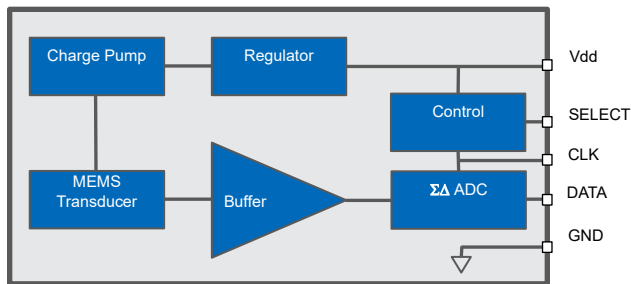 Charge Pump
Regulator
Vdd
Control
SELECT
CLK
MEMS
Transducer
Buffer
ΣΔ ADC
DATA
GND